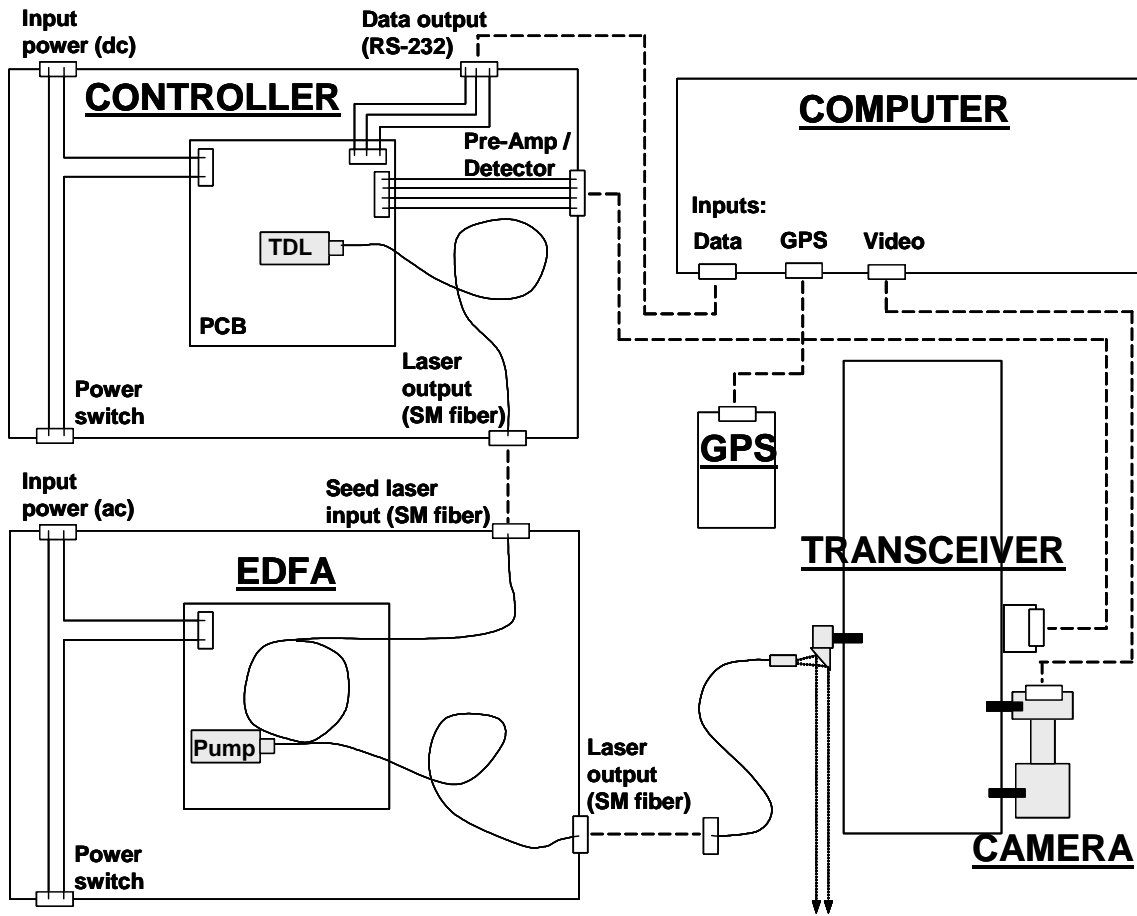 Input
power (dc)
Data output
(RS-232)
CONTROLLER
Pre-Amp /
Detector
TDL
PCB
Laser
output
(SM fiber)
Power
switch
COMPUTER
Inputs:
Data
GPS
Video
GPS
Input
power (ac)
Seed laser
input (SM fiber)
EDFA
Pump
Laser
output
(SM fiber)
Power
switch
TRANSCEIVER
CAMERA